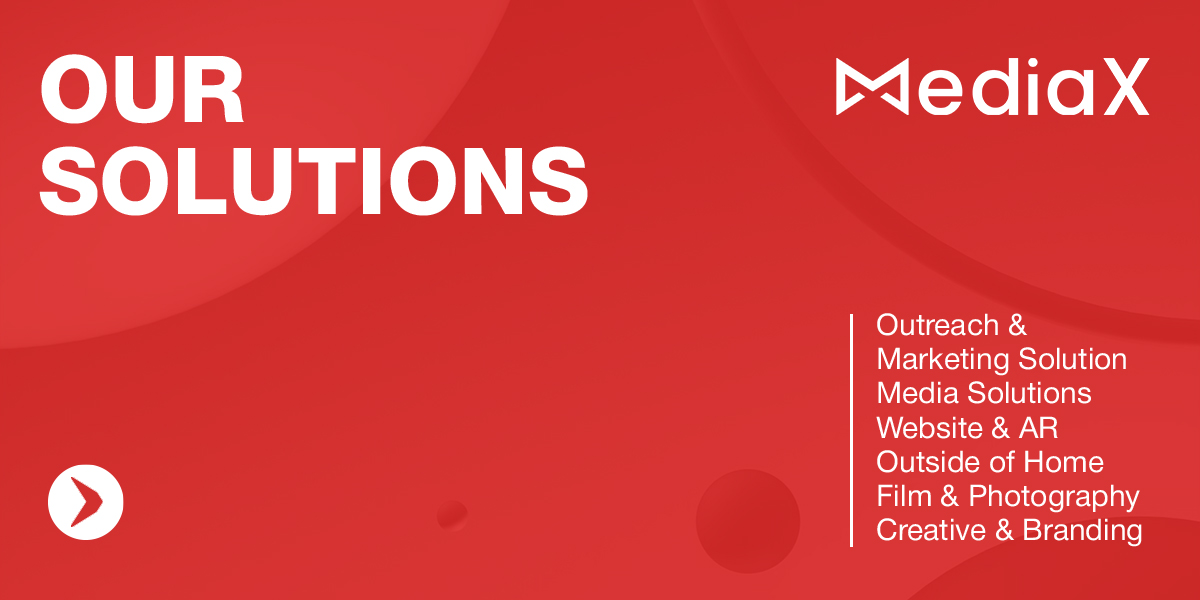 OUR
SOLUTIONS
MediaX
Outreach &
Marketing Solution
Media Solutions
Website & AR
Outside of Home
Film & Photography
Creative & Branding